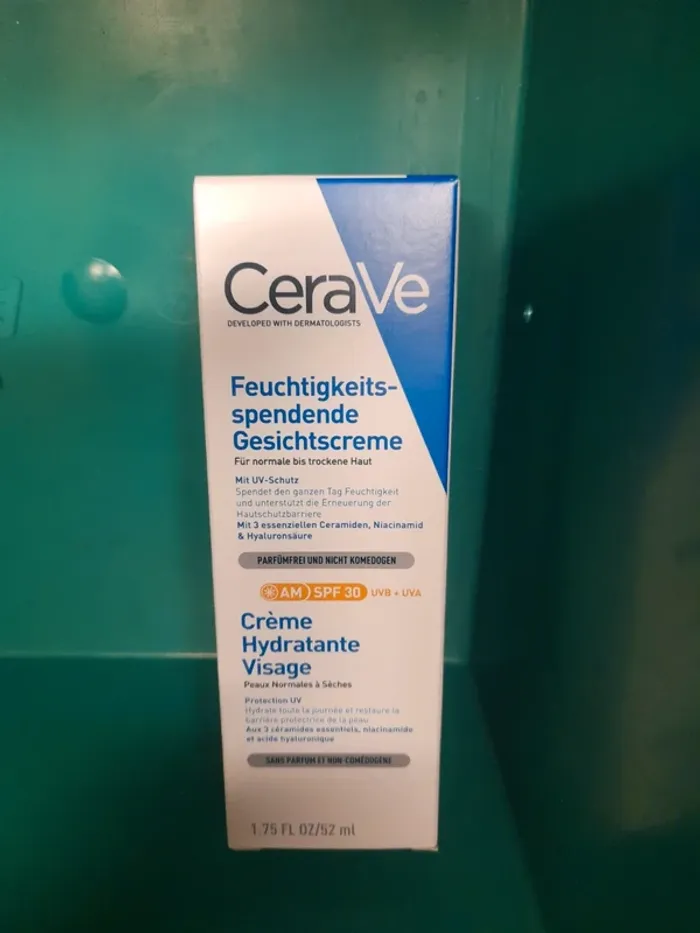 CeraVe
DEVELOPED WITH DERMATOLOGISTS
Feuchtigkeits-
spendende
Gesichtscreme
Für normale bis trockene Haut
Mit UV-Schutz
Spendet den ganzen Tag Feuchtigkeit
und unterstützt die Erneuerung der
Hautschutzbarriere
Mit 3 essenziellen Ceramiden, Niacinamid
& Hyaluronsäure
PARFÜMFREI UND NICHT KOMEDOGEN
AM SPF 30 UVB + UVA
Crème
Hydratante
Visage
Peaux Normales à Sèches
Protection UV
Hydrate toute la journée et restaure la
barrière protectrice de la peau
Aux 3 céramides essentiels, niacinamide
et acide hyaluronique
SANS PARFUM ET NON-COMÉDOGÈNE
1.75 FL OZ/52 ml